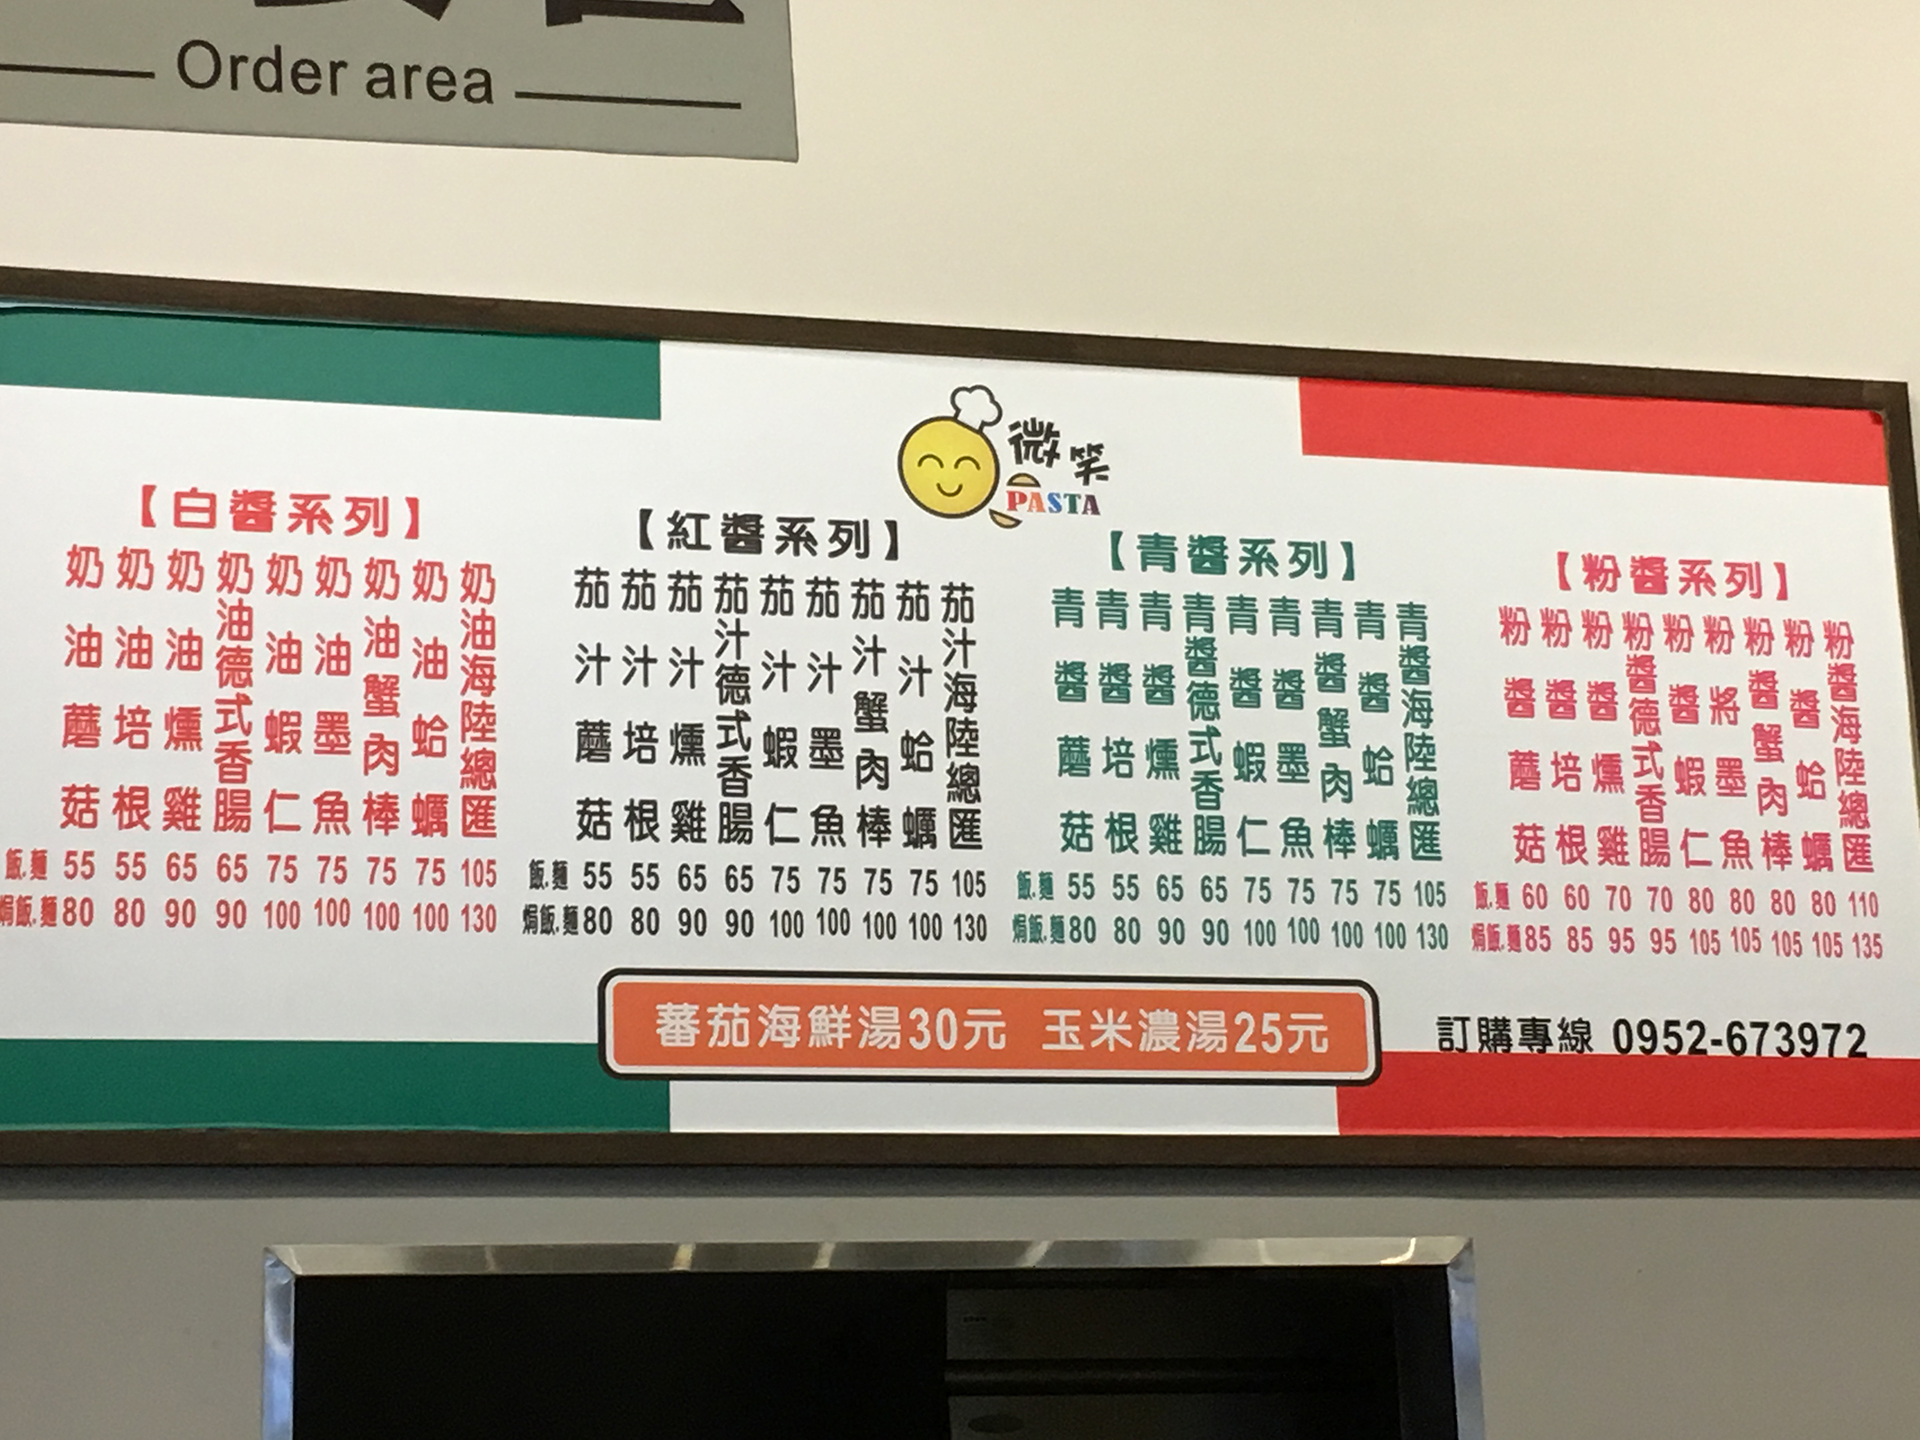 Order area
微笑
PASTA
【白醬系列】
奶油蘑菇
奶油培根
奶油燻雞
奶油德式香腸
奶油蝦仁
奶油墨魚
奶油蟹肉棒
奶油蛤蠣
奶油海陸總匯
飯.麵 55 55 65 65 75 75 75 75 105
焗飯.麵 80 80 90 90 100 100 100 100 130
【紅醬系列】
茄汁蘑菇
茄汁培根
茄汁燻雞
茄汁德式香腸
茄汁蝦仁
茄汁墨魚
茄汁蟹肉棒
茄汁蛤蠣
茄汁海陸總匯
飯.麵 55 55 65 65 75 75 75 75 105
焗飯.麵 80 80 90 90 100 100 100 100 130
【青醬系列】
青醬蘑菇
青醬培根
青醬燻雞
青醬德式香腸
青醬蝦仁
青醬墨魚
青醬蟹肉棒
青醬蛤蠣
青醬海陸總匯
飯.麵 55 55 65 65 75 75 75 75 105
焗飯.麵 80 80 90 90 100 100 100 100 130
【粉醬系列】
粉醬蘑菇
粉醬培根
粉醬燻雞
粉醬德式香腸
粉醬蝦仁
粉將墨魚
粉醬蟹肉棒
粉醬蛤蠣
粉醬海陸總匯
飯.麵 60 60 70 70 80 80 80 80 110
焗飯.麵 85 85 95 95 105 105 105 105 135
蕃茄海鮮湯30元 玉米濃湯25元
訂購專線 0952-673972